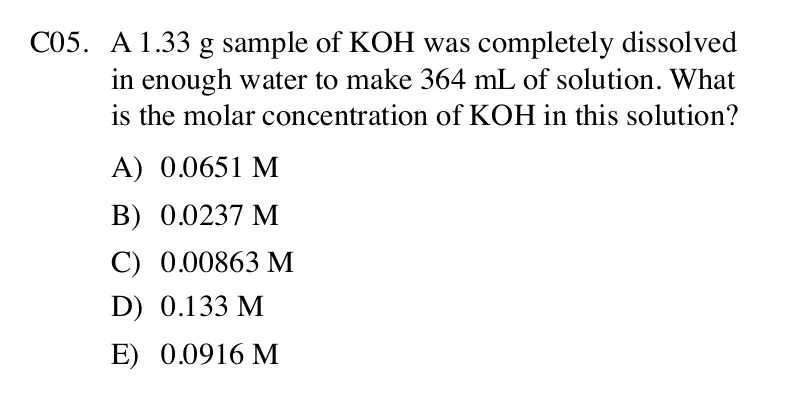 C05. A 1.33 g sample of KOH was completely dissolved
in enough water to make 364 mL of solution. What
is the molar concentration of KOH in this solution?
A) 0.0651 M
B) 0.0237 M
C) 0.00863 M
D) 0.133 M
E) 0.0916 M